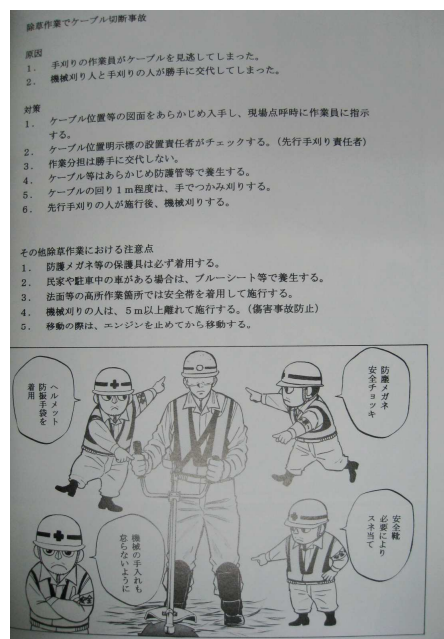 除草作業でケーブル切断事故
原因
1. 手刈りの作業員がケーブルを見逃してしまった。
2. 機械刈り人と手刈りの人が勝手に交代してしまった。
対策
1. ケーブル位置等の図面をあらかじめ入手し、現場点呼時に作業員に指示
する。
2. ケーブル位置明示標の設置責任者がチェックする。（先行手刈り責任者）
3. 作業分担は勝手に交代しない。
4. ケーブル等はあらかじめ防護管等で養生する。
5. ケーブルの回り１ｍ程度は、手でつかみ刈りする。
6. 先行手刈りの人が施行後、機械刈りする。
その他除草作業における注意点
1. 防護メガネ等の保護具は必ず着用する。
2. 民家や駐車中の車がある場合は、ブルーシート等で養生する。
3. 法面等の高所作業箇所では安全帯を着用して施行する。
4. 機械刈りの人は、５ｍ以上離れて施行する。（傷害事故防止）
5. 移動の際は、エンジンを止めてから移動する。
防塵メガネ
安全チョッキ
ヘルメット
防振手袋を
着用
安全靴
必要により
スネ当て
機械の手入れも
怠らないように